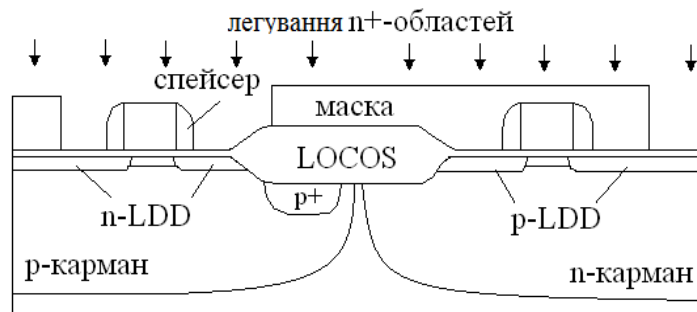 легування n+-областей
спейсер
маска
LOCOS
n-LDD
p+
p-LDD
р-карман
n-карман